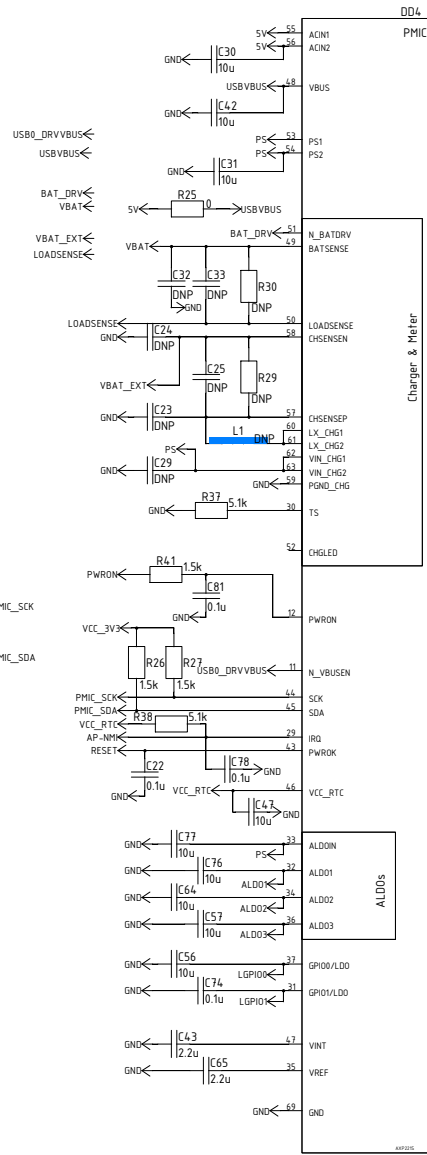 DD4
PMIC
5V 55 ACIN1
5V 56 ACIN2
C30
GND
10u
USBVBUS 48 VBUS
C42
GND
10u
USB0_DRVVBUS
PS 53 PS1
USBVBUS
PS 54 PS2
C31
GND
10u
BAT_DRV
VBAT
R25
5V 0 USBVBUS
BAT_DRV 51 N_BATDRV
VBAT_EXT
VBAT 49 BATSENSE
LOADSENSE
C32 C33 R30
DNP DNP DNP
GND
LOADSENSE 50 LOADSENSE
C24
GND 58 CHSENSEN
DNP
C25 R29
DNP DNP
VBAT_EXT
Charger & Meter
C23
GND 57 CHSENSEP
DNP
60 LX_CHG1
L1 DNP 61 LX_CHG2
PS 62 VIN_CHG1
C29
GND 63 VIN_CHG2
DNP
GND 59 PGND_CHG
R37
5.1k
GND 30 TS
52 CHGLED
R41
1.5k
PWRON
C81
0.1u
GND
12 PWRON
MIC_SCK
VCC_3V3
MIC_SDA
R26 R27
1.5k 1.5k
USB0_DRVVBUS 11 N_VBUSEN
PMIC_SCK 44 SCK
PMIC_SDA 45 SDA
VCC_RTC R38 5.1k
AP-NMI 29 IRQ
RESET 43 PWROK
C22
0.1u
GND
C78
0.1u
GND
VCC_RTC 46 VCC_RTC
C47
10u
GND
C77
GND 33 ALDOIN
10u
PS
C76
GND 32 ALDO1
10u
ALDO1
C64
GND 34 ALDO2
10u
ALDO2
C57
GND 36 ALDO3
10u
ALDO3
ALDOs
C56
GND 37 GPIO0/LDO
10u
LGPIO0
C74
GND 31 GPIO1/LDO
0.1u
LGPIO1
C43
GND 47 VINT
2.2u
C65
GND 35 VREF
2.2u
GND 69 GND